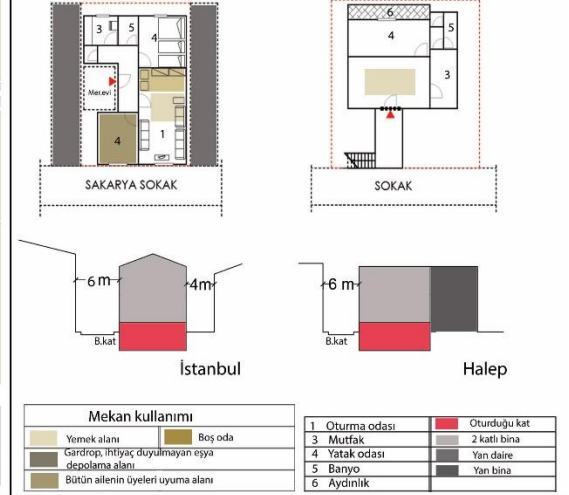 3 5 4
Mer.evi
4 1
SAKARYA SOKAK
6
4 5
3
SOKAK
6 m 4m
B.kat
İstanbul
6 m
B.kat
Halep
Mekan kullanımı
Yemek alanı Boş oda
Gardrop, ihtiyaç duyulmayan eşya
depolama alanı
Bütün ailenin üyeleri uyuma alanı
1 Oturma odası Oturduğu kat
3 Mutfak 2 katlı bina
4 Yatak odası Yan daire
5 Banyo Yan bina
6 Aydınlık